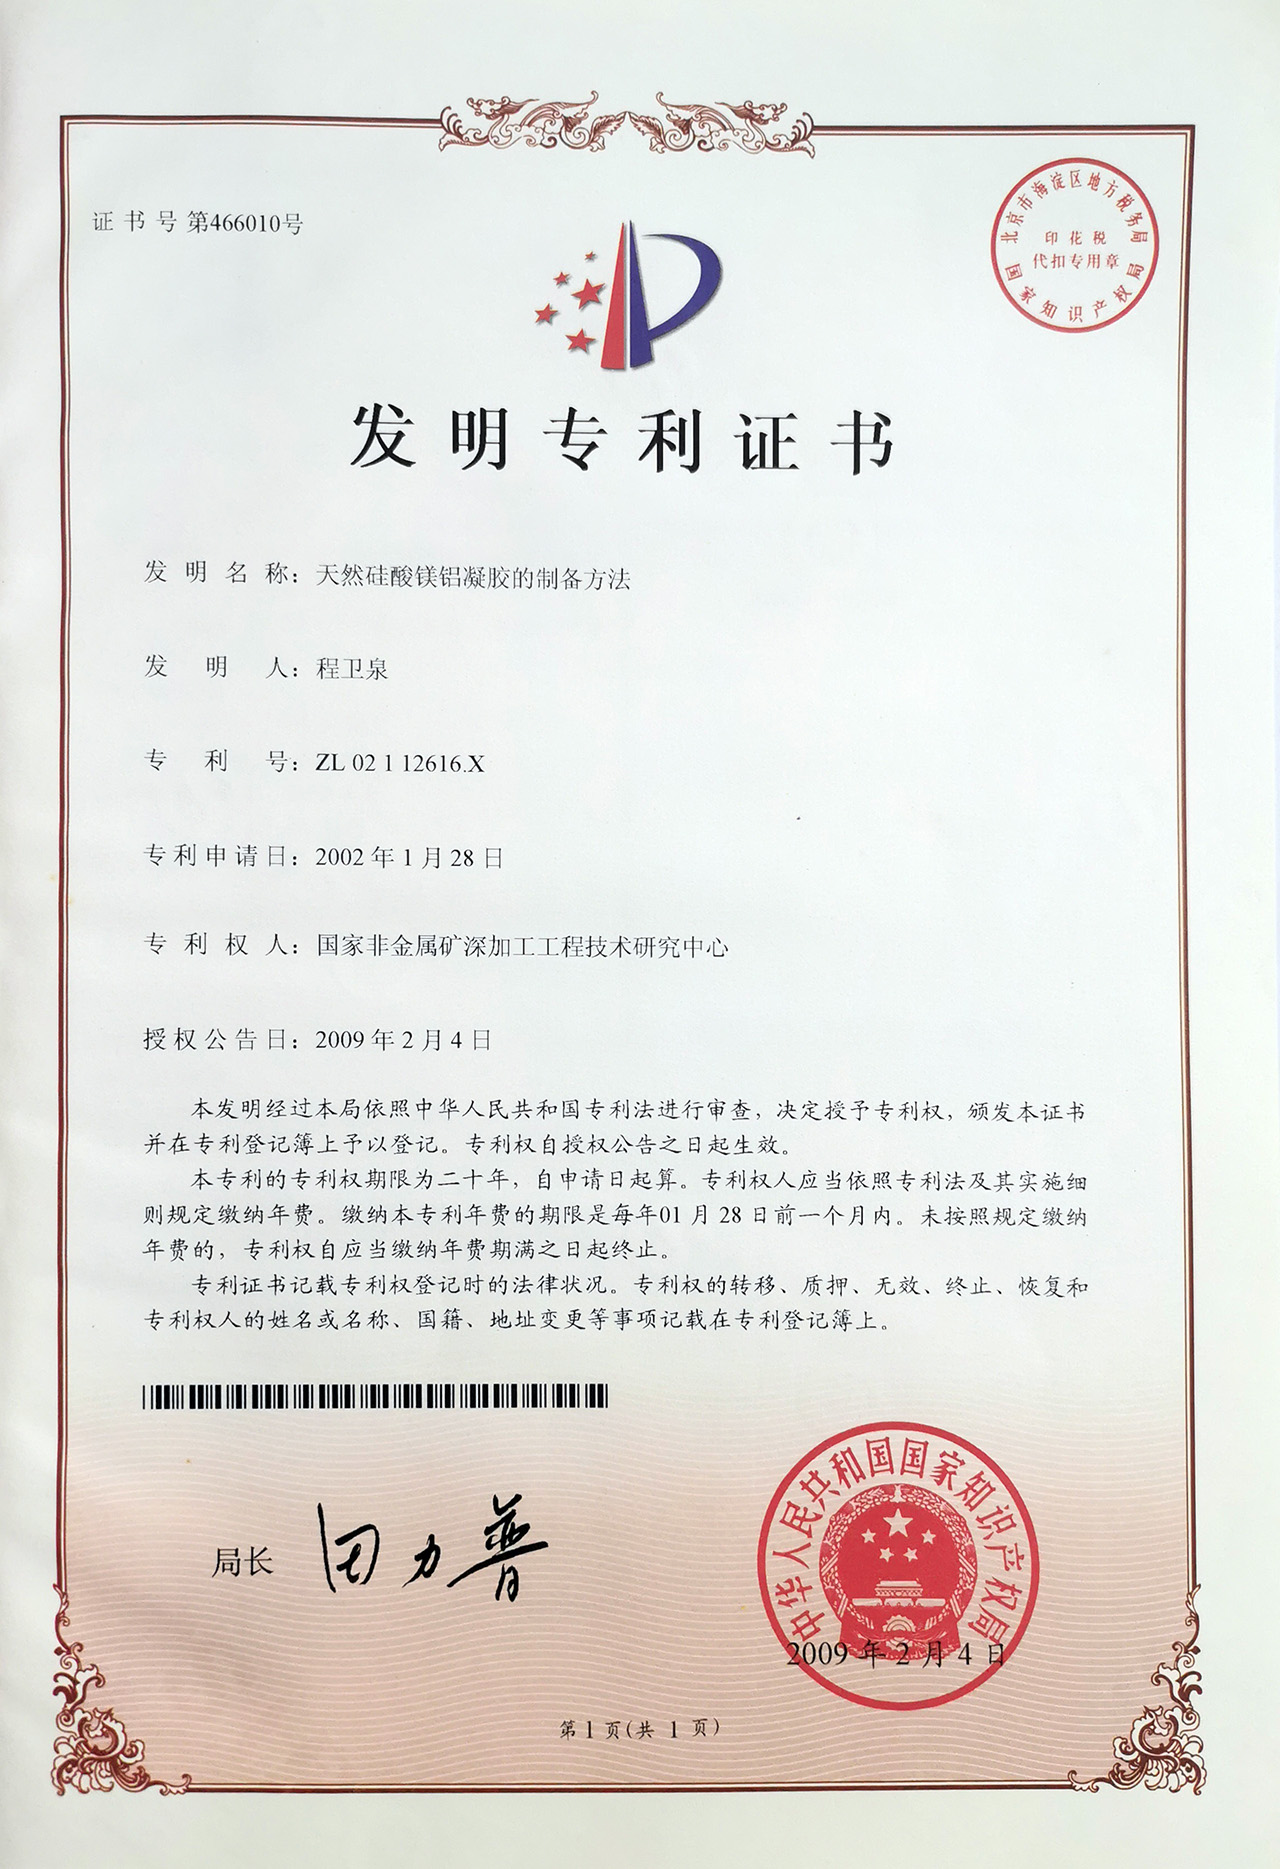 证书号第466010号
北京市海淀区地方税务局
印花税
代扣专用章
国家知识产权局
发明专利证书
发明名称：天然硅酸镁铝凝胶的制备方法
发明人：程卫泉
专利号：ZL 02 1 12616.X
专利申请日：2002年1月28日
专利权人：国家非金属矿深加工工程技术研究中心
授权公告日：2009年2月4日
本发明经过本局依照中华人民共和国专利法进行审查，决定授予专利权，颁发本证书
并在专利登记簿上予以登记。专利权自授权公告之日起生效。
本专利的专利权期限为二十年，自申请日起算。专利权人应当依照专利法及其实施细
则规定缴纳年费。缴纳本专利年费的期限是每年01月28日前一个月内。未按照规定缴纳
年费的，专利权自应当缴纳年费期满之日起终止。
专利证书记载专利权登记时的法律状况。专利权的转移、质押、无效、终止、恢复和
专利权人的姓名或名称、国籍、地址变更等事项记载在专利登记簿上。
局长 田力普
中华人民共和国国家知识产权局
2009年2月4日
第1页(共1页)